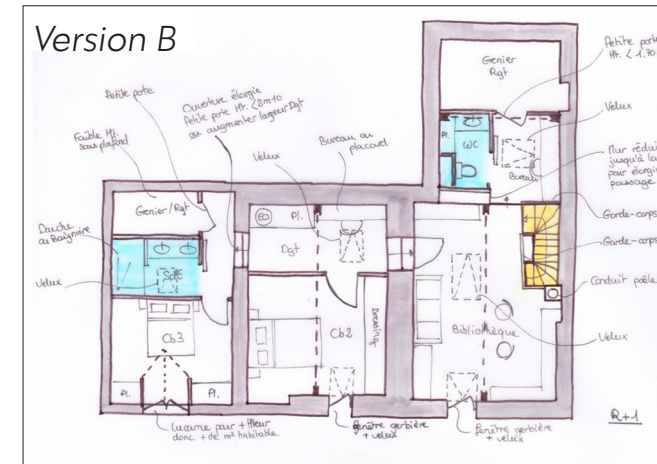 Version B
Grenier
Rgt
Petite porte
Ht. < 1,70
Velux
Pl.
WC
Bureau
Mur réduit
pour élargir
passage
Garde-corps
Garde-corps
Conduit poêle
Velux
Petite porte
Faible Ht.
sous plafond
Ouverture élargie
Petite porte Ht. < 2m10
ou augmenter largeur Dgt
Velux
Bureau ou
placard
Grenier/Rgt
Douche
ou Baignoire
Velux
Pl.
Dgt
Cb3
Cb2
Dressing
Bibliothèque
Pl.
Pl.
Lucarne pour + Hteur
donc + de m² habitable
fenêtre gerbière
+ velux
fenêtre gerbière
+ velux
R+1